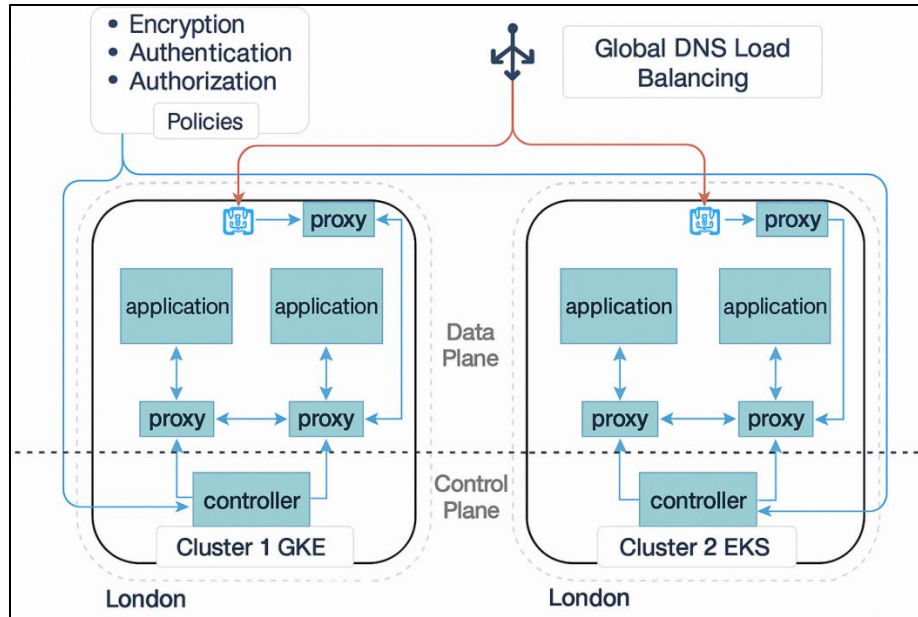 • Encryption
• Authentication
• Authorization
Policies
Global DNS Load
Balancing
proxy
proxy
application
application
application
application
Data
Plane
proxy
proxy
proxy
proxy
Control
Plane
controller
controller
Cluster 1 GKE
Cluster 2 EKS
London
London